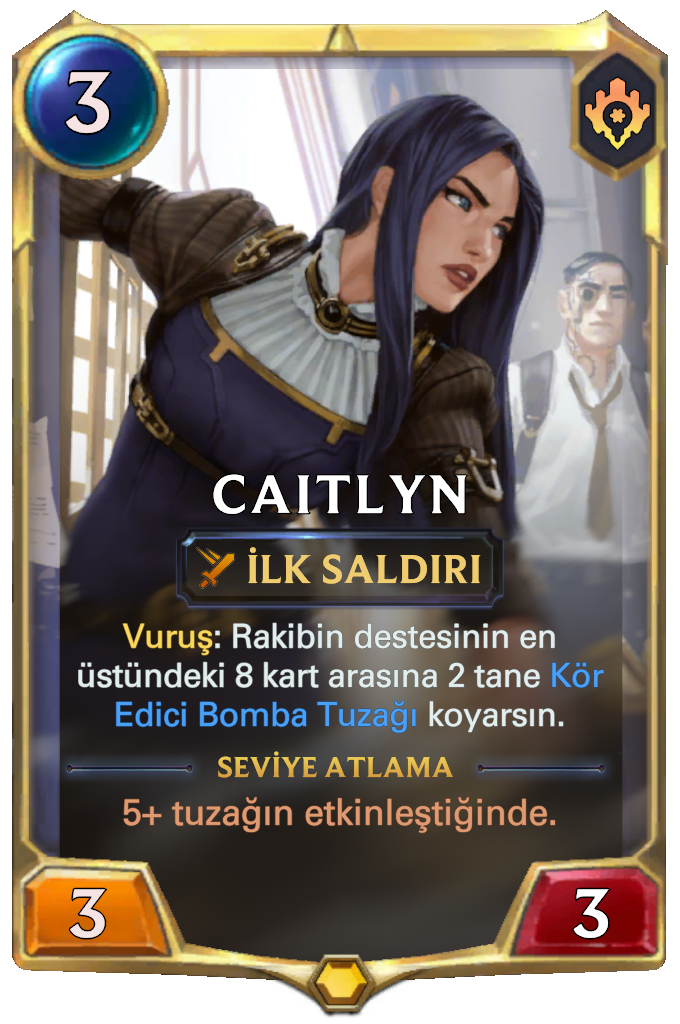 3
CAITLYN
İLK SALDIRI
Vuruş: Rakibin destesinin en
üstündeki 8 kart arasına 2 tane Kör
Edici Bomba Tuzağı koyarsın.
SEVİYE ATLAMA
5+ tuzağın etkinleştiğinde.
3
3